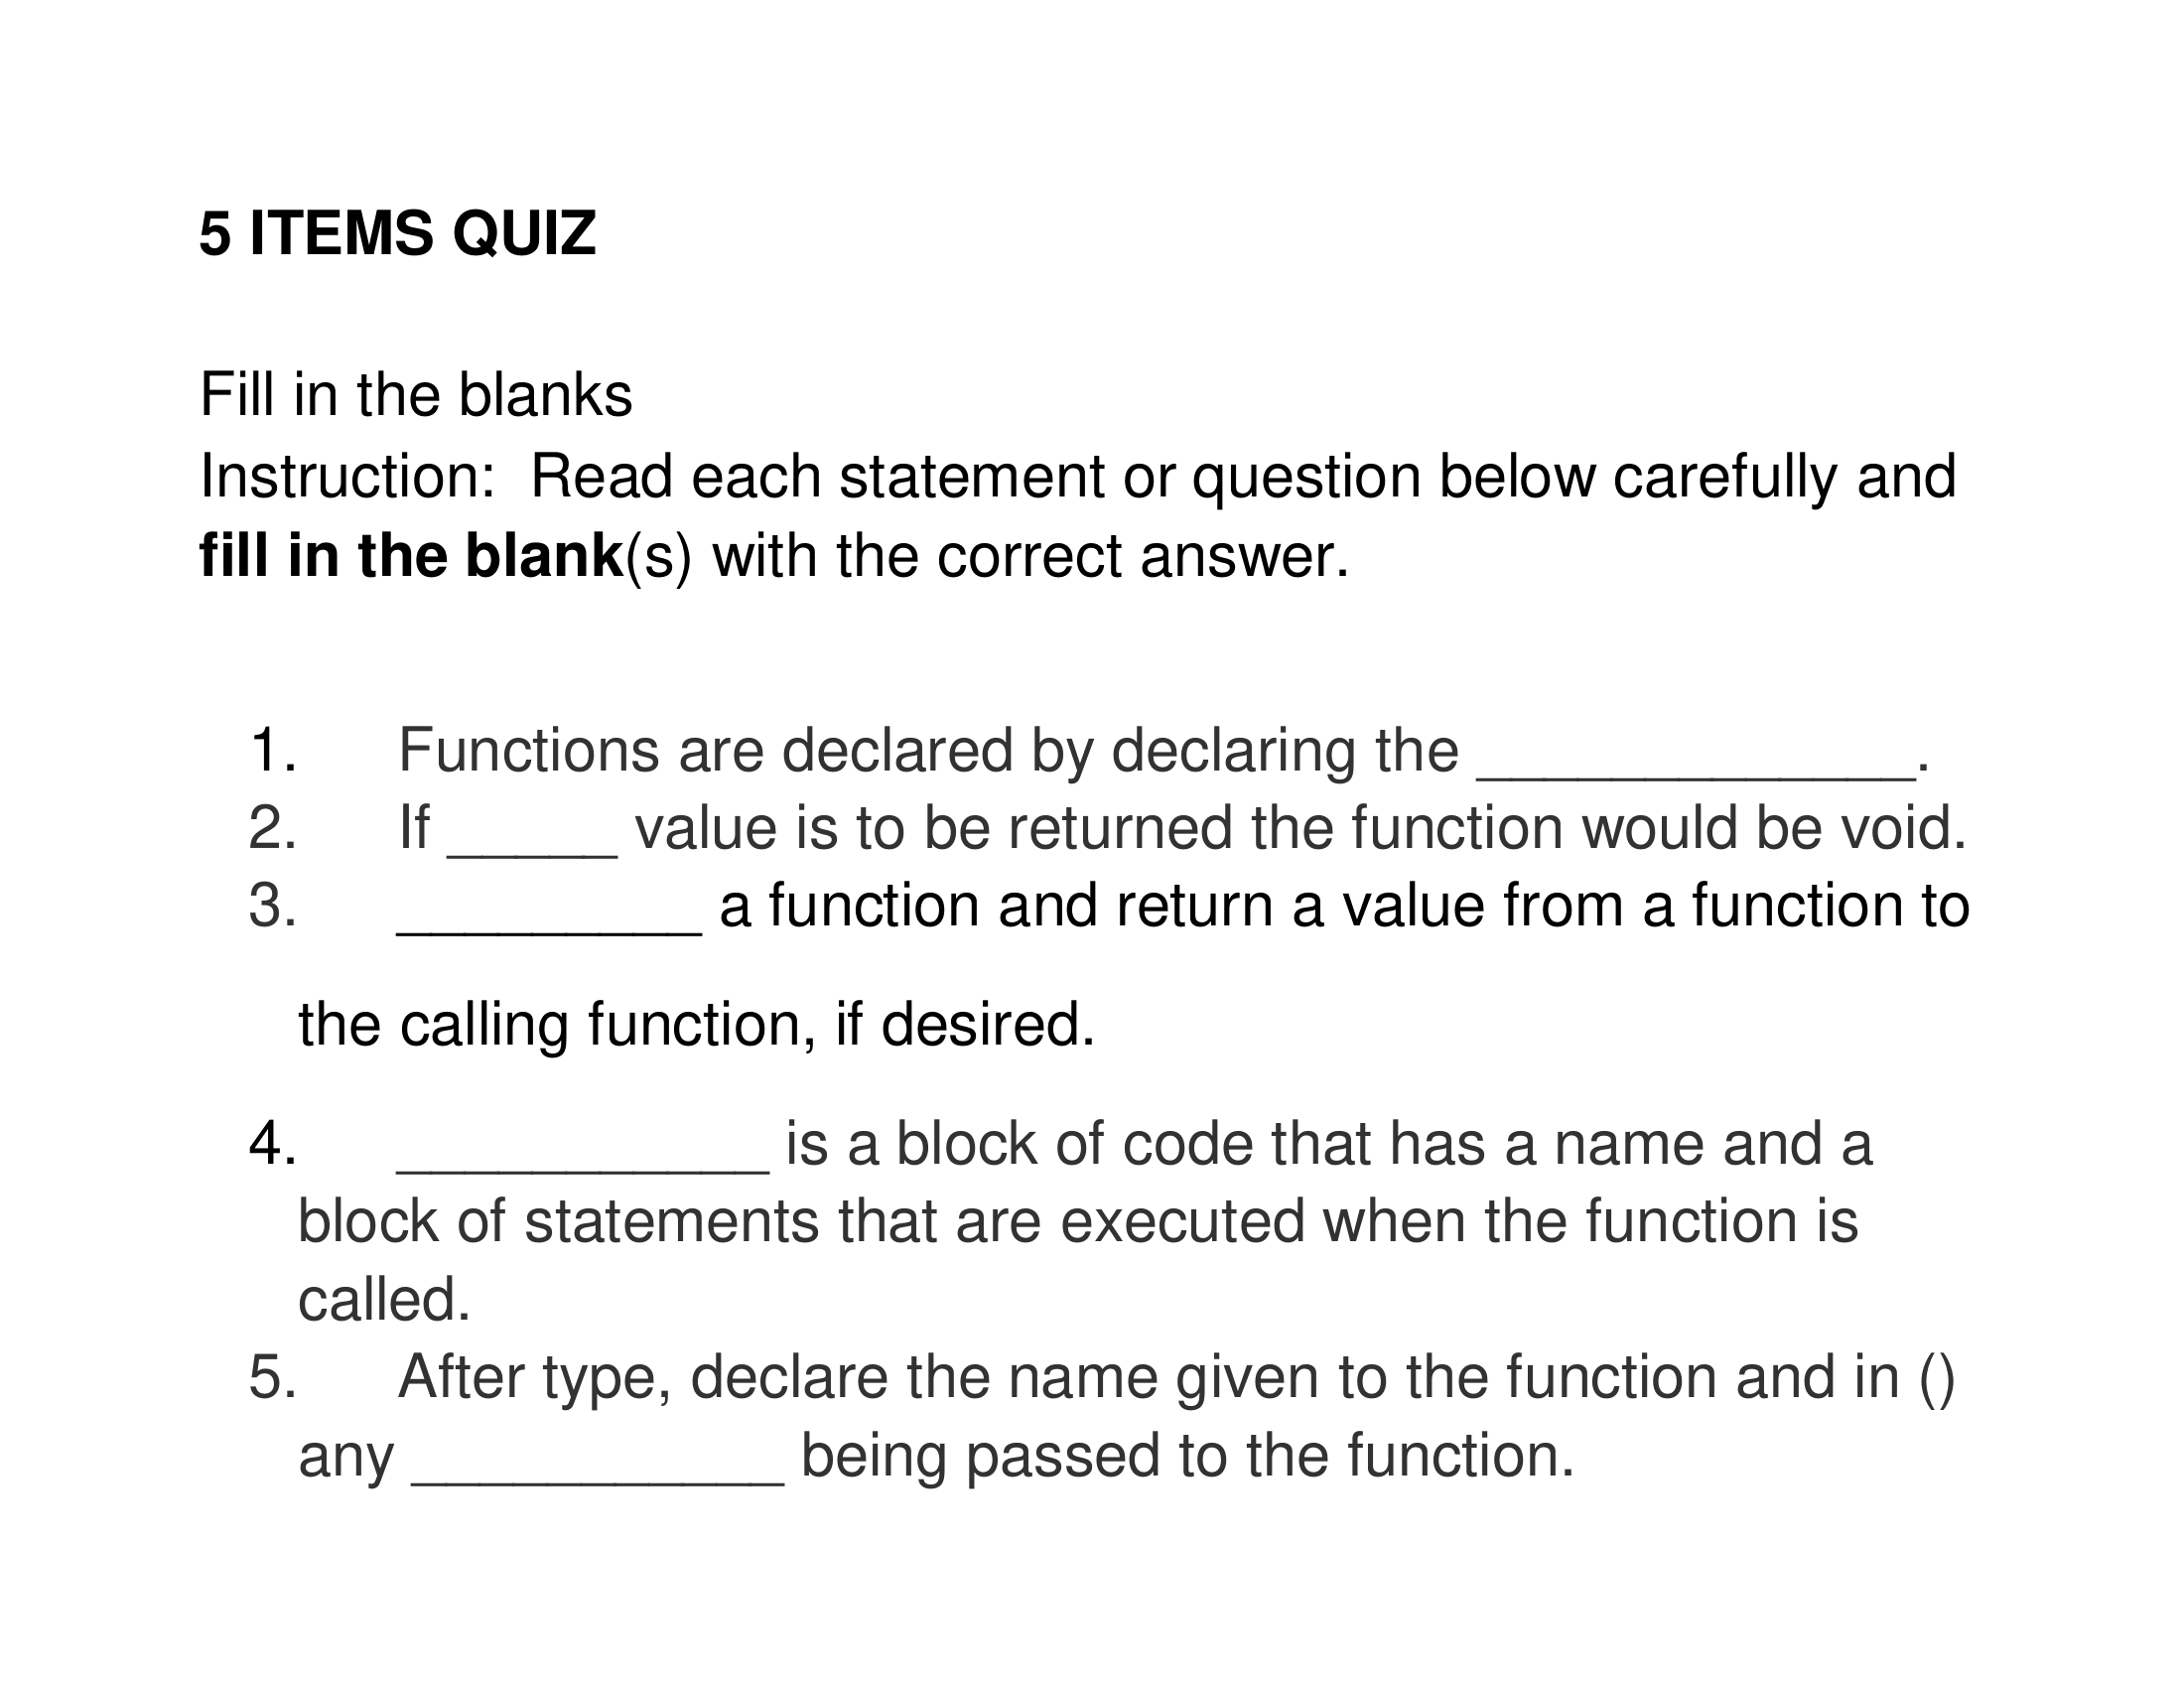 5 ITEMS QUIZ
Fill in the blanks
Instruction:  Read each statement or question below carefully and
fill in the blank(s) with the correct answer.
1. Functions are declared by declaring the _____________.
2. If _____ value is to be returned the function would be void.
3. _________ a function and return a value from a function to
the calling function, if desired.
4. ___________ is a block of code that has a name and a
block of statements that are executed when the function is
called.
5. After type, declare the name given to the function and in ()
any ___________ being passed to the function.